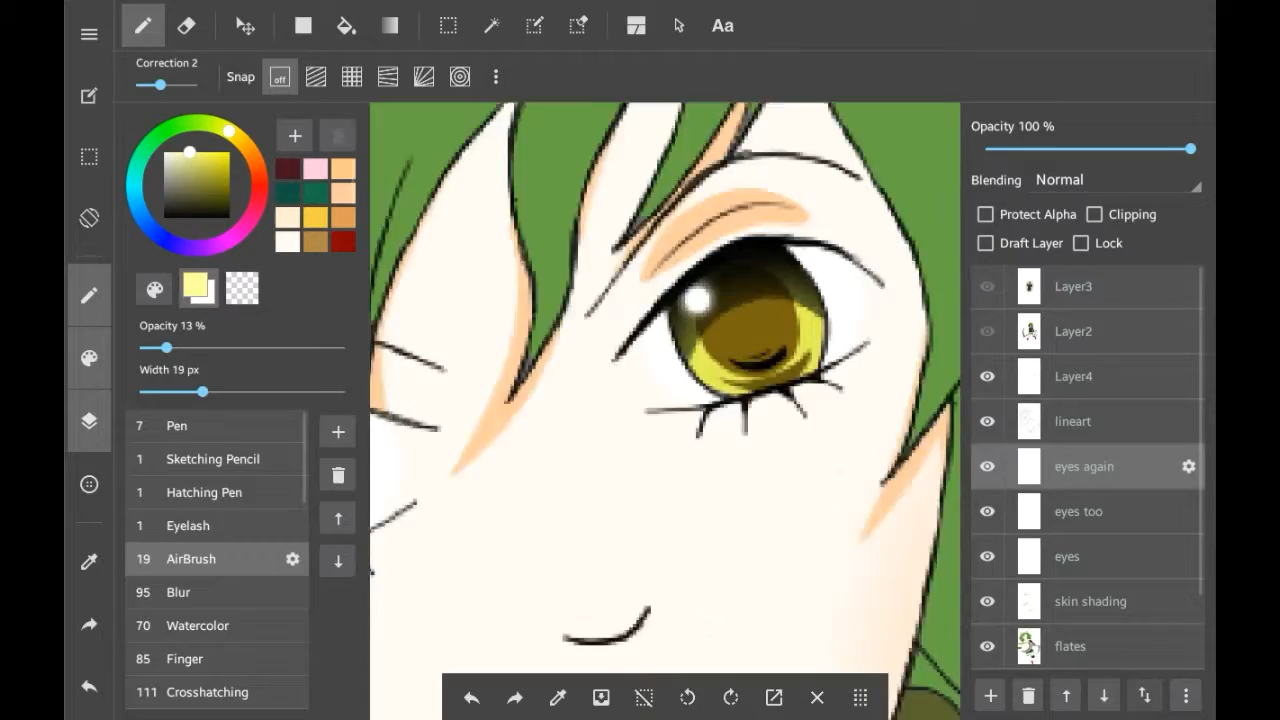 Aa
Correction 2
Snap
off
Opacity 13 %
Width 19 px
7 Pen
1 Sketching Pencil
1 Hatching Pen
1 Eyelash
19 AirBrush
95 Blur
70 Watercolor
85 Finger
111 Crosshatching
Opacity 100 %
Blending Normal
Protect Alpha Clipping
Draft Layer Lock
Layer3
Layer2
Layer4
lineart
eyes again
eyes too
eyes
skin shading
flates